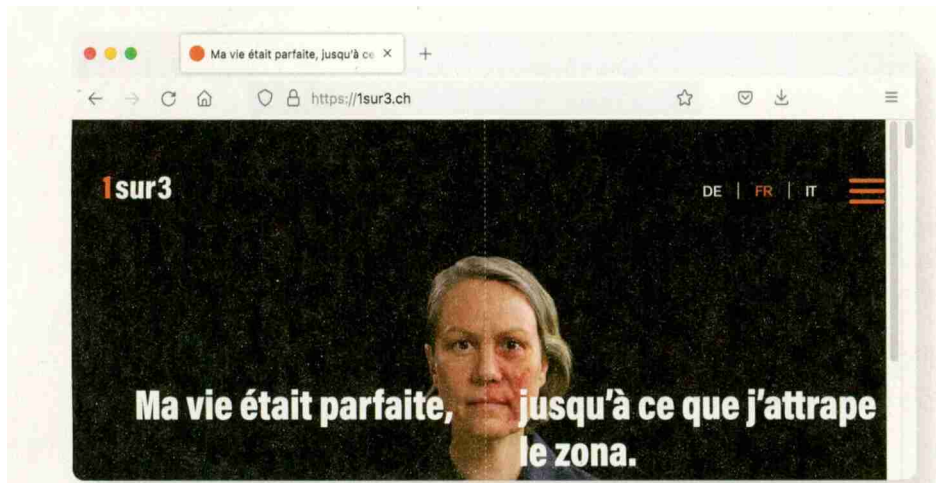 Ma vie était parfaite, jusqu'à ce
https://1sur3.ch
1sur3
DE | FR | IT
Ma vie était parfaite, jusqu'à ce que j'attrape
le zona.